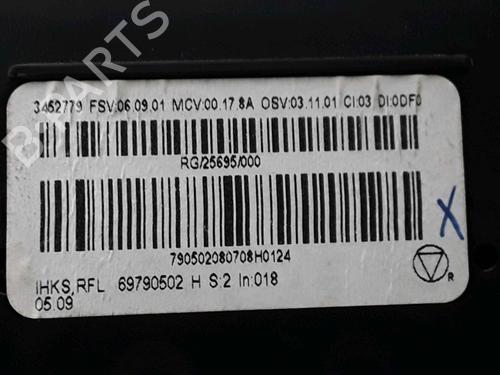 3452779 FSV:06.09.01 MCV:00.17.8A OSV:03.11.01 CI:03 DI:0DF0
RG/25695/000
790502080708H0124
IHKS,RFL 69790502 H S:2 In:018
05.09
X
R
B-PARTS